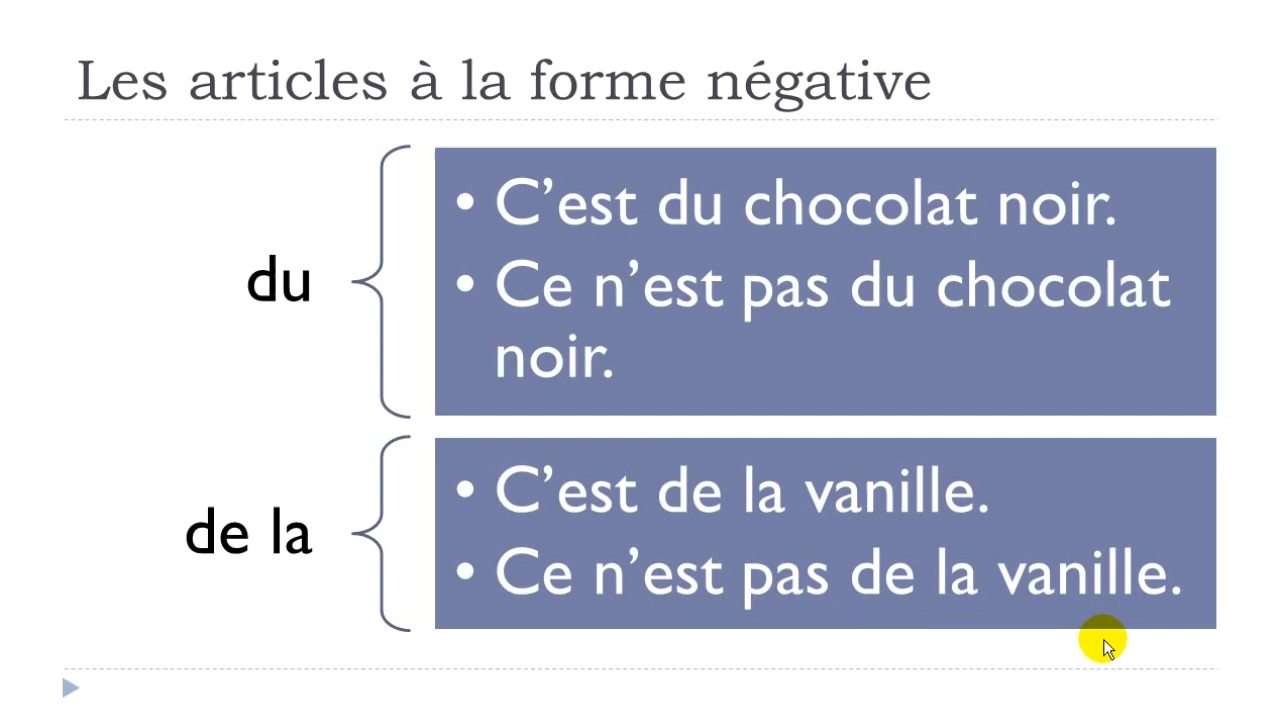 Les articles à la forme négative
du
• C’est du chocolat noir.
• Ce n’est pas du chocolat
noir.
de la
• C’est de la vanille.
• Ce n’est pas de la vanille.